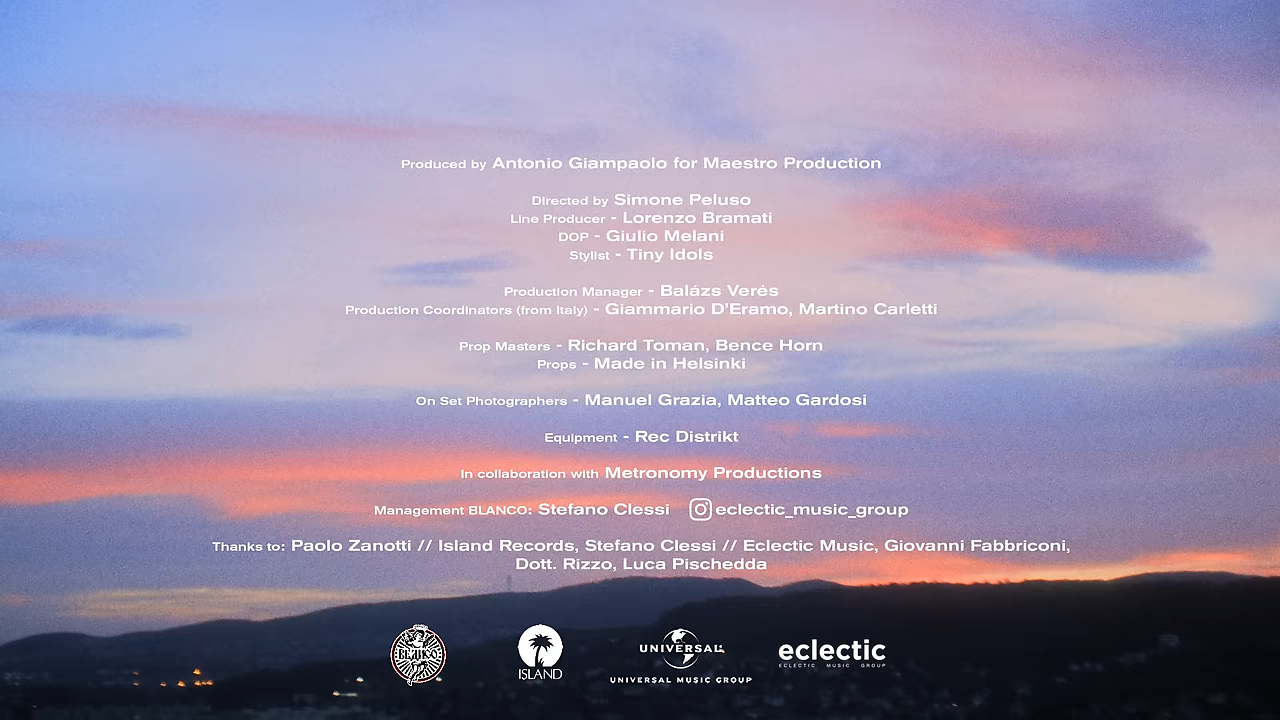 Produced by Antonio Giampaolo for Maestro Production
Directed by Simone Peluso
Line Producer - Lorenzo Bramati
DOP - Giulio Melani
Stylist - Tiny Idols
Production Manager - Balázs Verés
Production Coordinators (from Italy) - Giammario D'Eramo, Martino Carletti
Prop Masters - Richard Toman, Bence Horn
Props - Made in Helsinki
On Set Photographers - Manuel Grazia, Matteo Gardosi
Equipment - Rec Distrikt
In collaboration with Metronomy Productions
Management BLANCO: Stefano Clessi eclectic_music_group
Thanks to: Paolo Zanotti // Island Records, Stefano Clessi // Eclectic Music, Giovanni Fabbriconi,
Dott. Rizzo, Luca Pischedda
ISLAND
UNIVERSAL
UNIVERSAL MUSIC GROUP
eclectic
ECLECTIC MUSIC GROUP